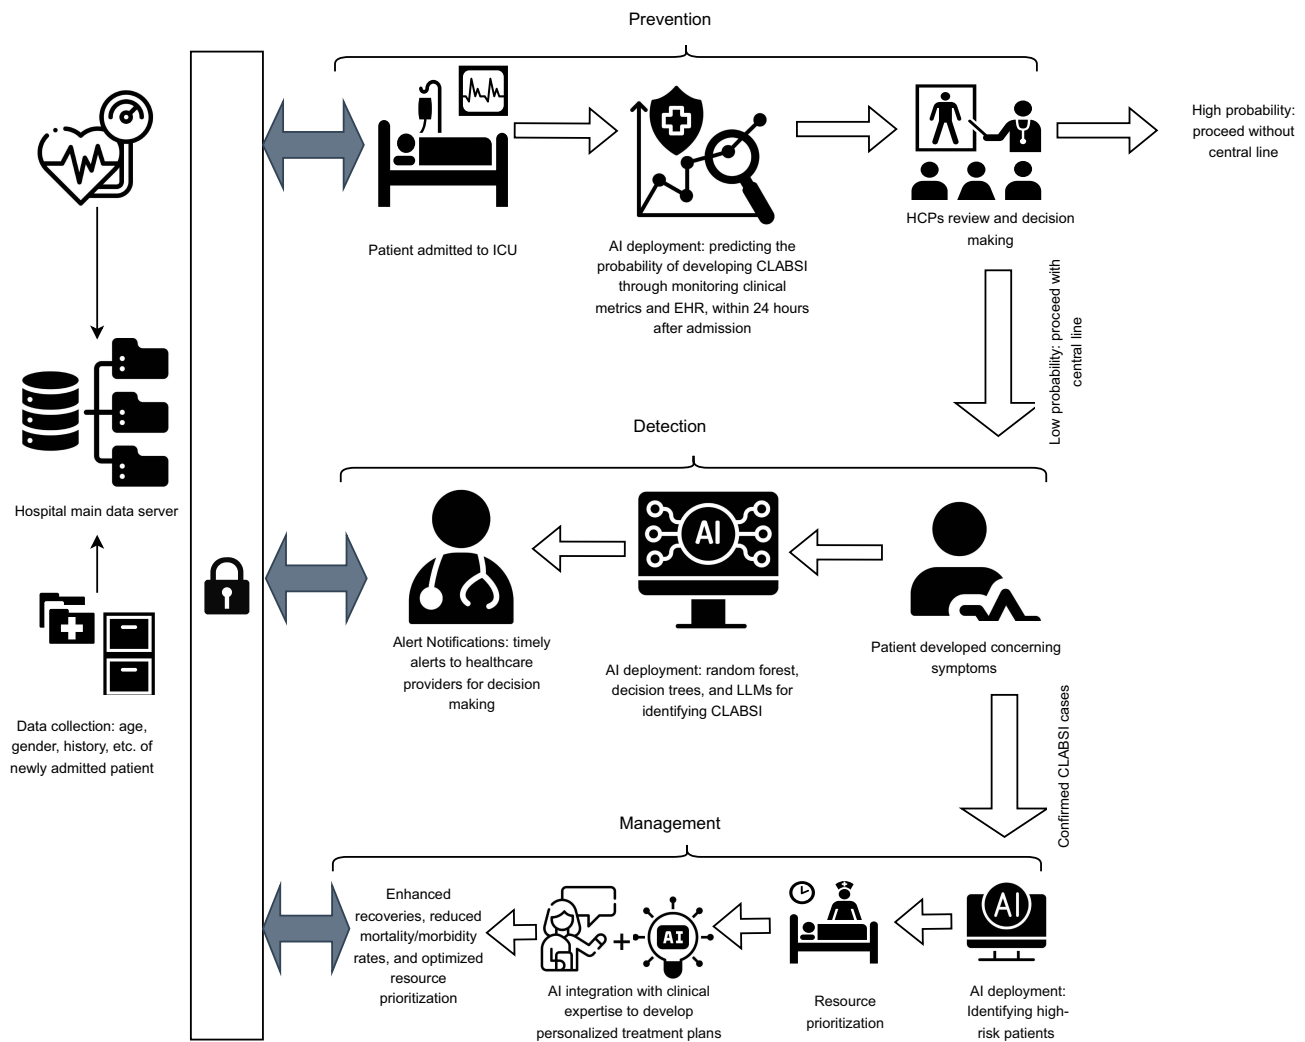 Prevention
High probability:
proceed without
central line
Patient admitted to ICU
AI deployment: predicting the
probability of developing CLABSI
through monitoring clinical
metrics and EHR, within 24 hours
after admission
HCPs review and decision
making
Low probability: proceed with
central line
Hospital main data server
Data collection: age,
gender, history, etc. of
newly admitted patient
Detection
AI
Alert Notifications: timely
alerts to healthcare
providers for decision
making
AI deployment: random forest,
decision trees, and LLMs for
identifying CLABSI
Patient developed concerning
symptoms
Confirmed CLABSI cases
Management
Enhanced
recoveries, reduced
mortality/morbidity
rates, and optimized
resource
prioritization
+
AI
AI integration with clinical
expertise to develop
personalized treatment plans
Resource
prioritization
AI
AI deployment:
Identifying high-
risk patients